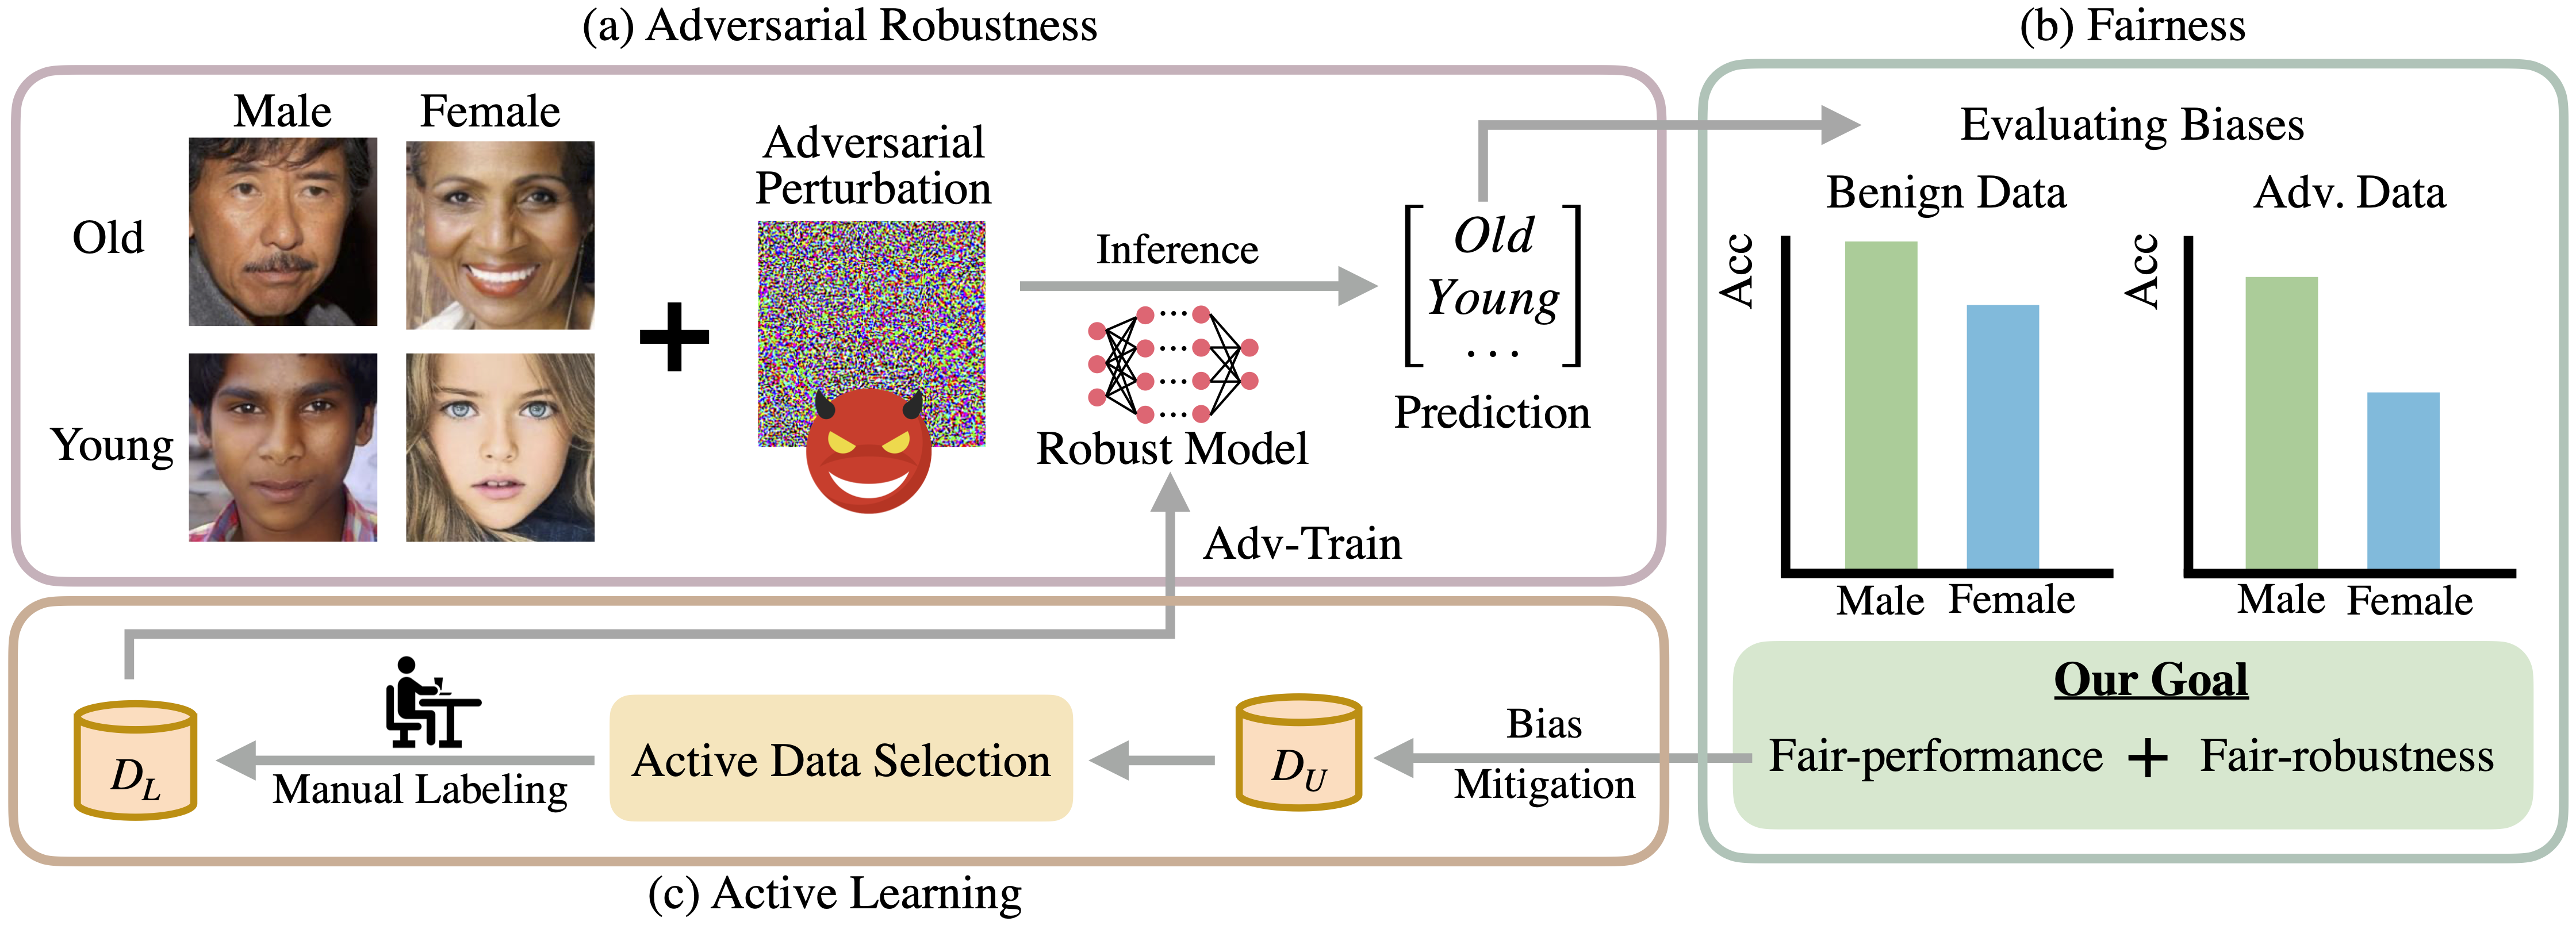 (a) Adversarial Robustness
Male
Female
Old
Young
Adversarial
Perturbation
Inference
Robust Model
Old
Young
...
Prediction
Adv-Train
(b) Fairness
Evaluating Biases
Benign Data
Acc
Male
Female
Adv. Data
Acc
Male
Female
Our Goal
Fair-performance + Fair-robustness
Bias
Mitigation
D_U
Active Data Selection
Manual Labeling
D_L
(c) Active Learning